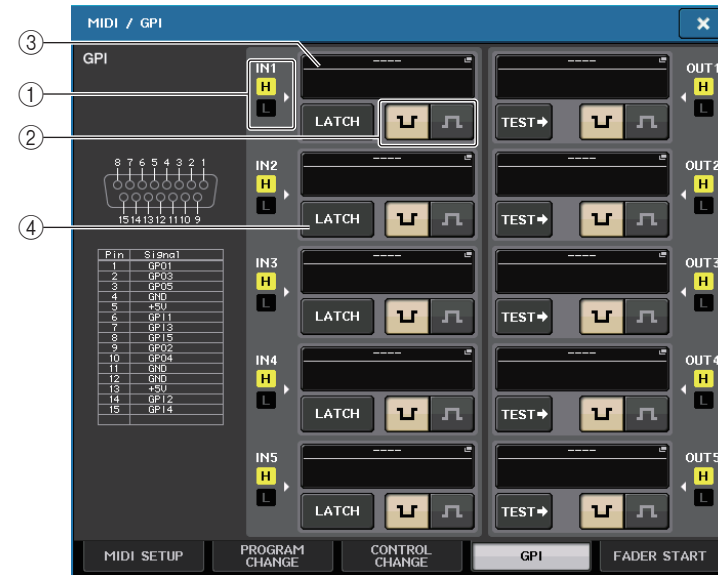 MIDI / GPI
×
GPI
③
①
②
④
8 7 6 5 4 3 2 1
15 14 13 12 11 10 9
Pin Signal
1 GPO1
2 GPO3
3 GPO5
4 GND
5 +5V
6 GPI1
7 GPI3
8 GPI5
9 GPO2
10 GPO4
11 GND
12 GND
13 +5V
14 GPI2
15 GPI4
IN1
H
L
----
LATCH
----
TEST→
OUT1
H
L
IN2
H
L
----
LATCH
----
TEST→
OUT2
H
L
IN3
H
L
----
LATCH
----
TEST→
OUT3
H
L
IN4
H
L
----
LATCH
----
TEST→
OUT4
H
L
IN5
H
L
----
LATCH
----
TEST→
OUT5
H
L
MIDI SETUP
PROGRAM
CHANGE
CONTROL
CHANGE
GPI
FADER START